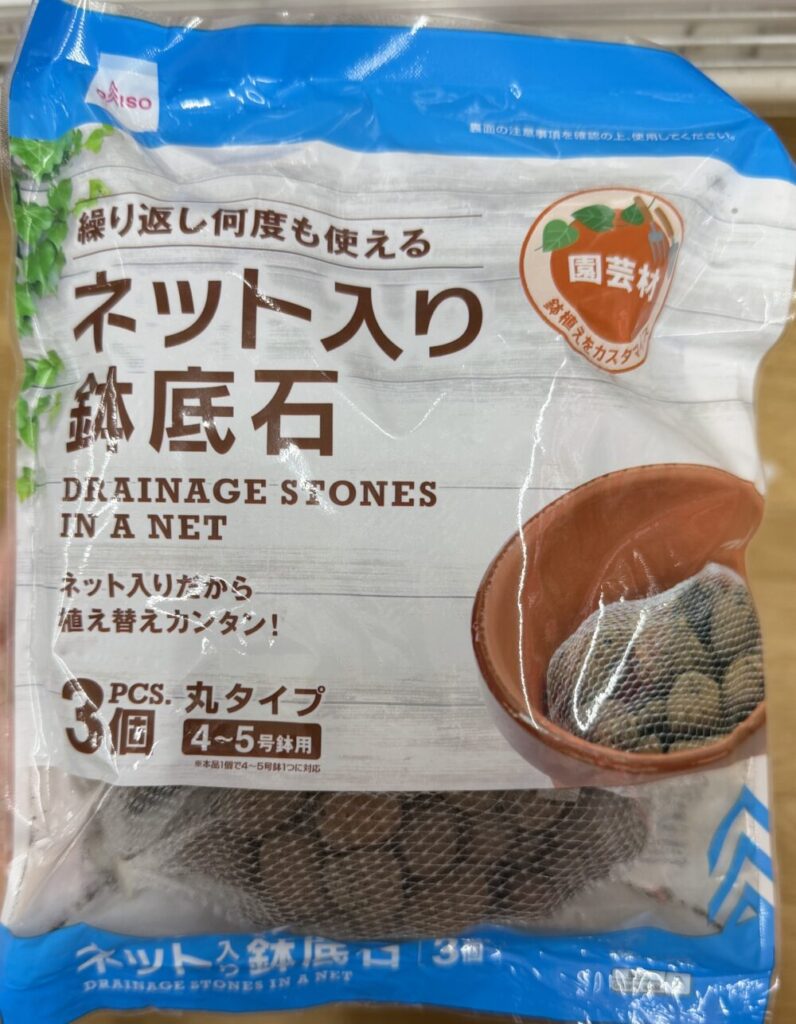 DAISO
裏面の注意事項を確認の上、使用してください。
繰り返し何度も使える
ネット入り
鉢底石
DRAINAGE STONES
IN A NET
園芸材
鉢植えをカスタマイズ
ネット入りだから
植え替えカンタン!
3 PCS. 個 丸タイプ
4〜5号鉢用
※本品1個で4〜5号鉢1つに対応
ネット入り鉢底石 3個
DRAINAGE STONES IN A NET